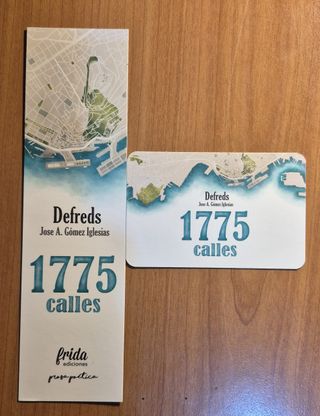 Defreds
Jose A. Gómez Iglesias
1775
calles
frida
ediciones
prosa poética
Defreds
Jose A. Gómez Iglesias
1775
calles